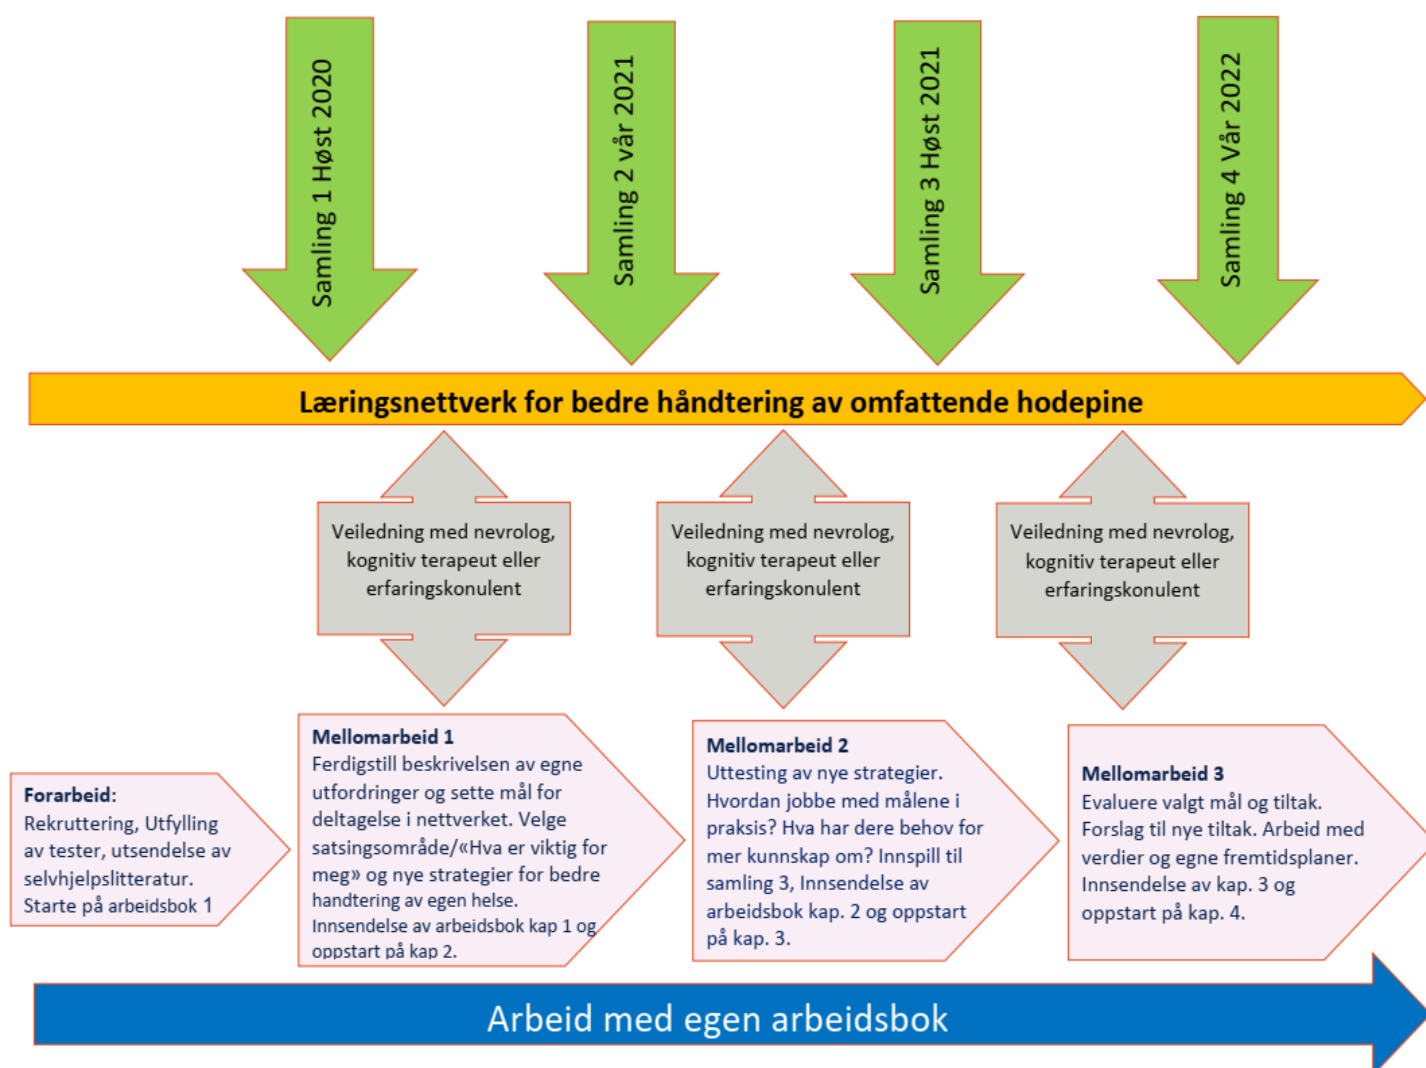 Samling 1 Høst 2020
Samling 2 vår 2021
Samling 3 Høst 2021
Samling 4 Vår 2022
Læringsnettverk for bedre håndtering av omfattende hodepine
Veiledning med nevrolog,
kognitiv terapeut eller
erfaringskonulent
Veiledning med nevrolog,
kognitiv terapeut eller
erfaringskonulent
Veiledning med nevrolog,
kognitiv terapeut eller
erfaringskonulent
Forarbeid:
Rekruttering, Utfylling
av tester, utsendelse av
selvhjelpslitteratur.
Starte på arbeidsbok 1
Mellomarbeid 1
Ferdigstill beskrivelsen av egne
utfordringer og sette mål for
deltagelse i nettverket. Velge
satsingsområde/«Hva er viktig for
meg» og nye strategier for bedre
handtering av egen helse.
Innsendelse av arbeidsbok kap 1 og
oppstart på kap 2.
Mellomarbeid 2
Uttesting av nye strategier.
Hvordan jobbe med målene i
praksis? Hva har dere behov for
mer kunnskap om? Innspill til
samling 3, Innsendelse av
arbeidsbok kap. 2 og oppstart
på kap. 3.
Mellomarbeid 3
Evaluere valgt mål og tiltak.
Forslag til nye tiltak. Arbeid med
verdier og egne fremtidsplaner.
Innsendelse av kap. 3 og
oppstart på kap. 4.
Arbeid med egen arbeidsbok